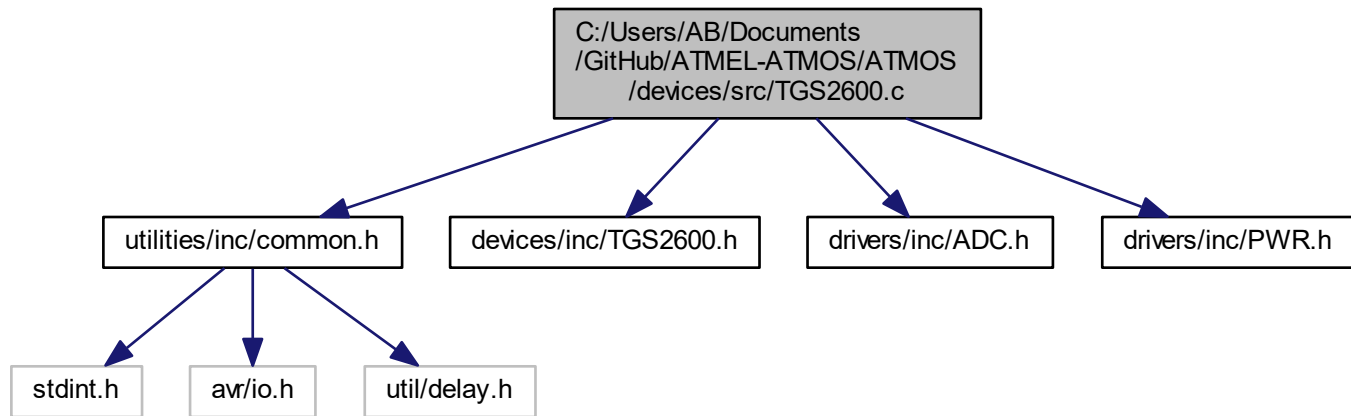 C:/Users/AB/Documents
/GitHub/ATMEL-ATMOS/ATMOS
/devices/src/TGS2600.c
utilities/inc/common.h
devices/inc/TGS2600.h
drivers/inc/ADC.h
drivers/inc/PWR.h
stdint.h
avr/io.h
util/delay.h